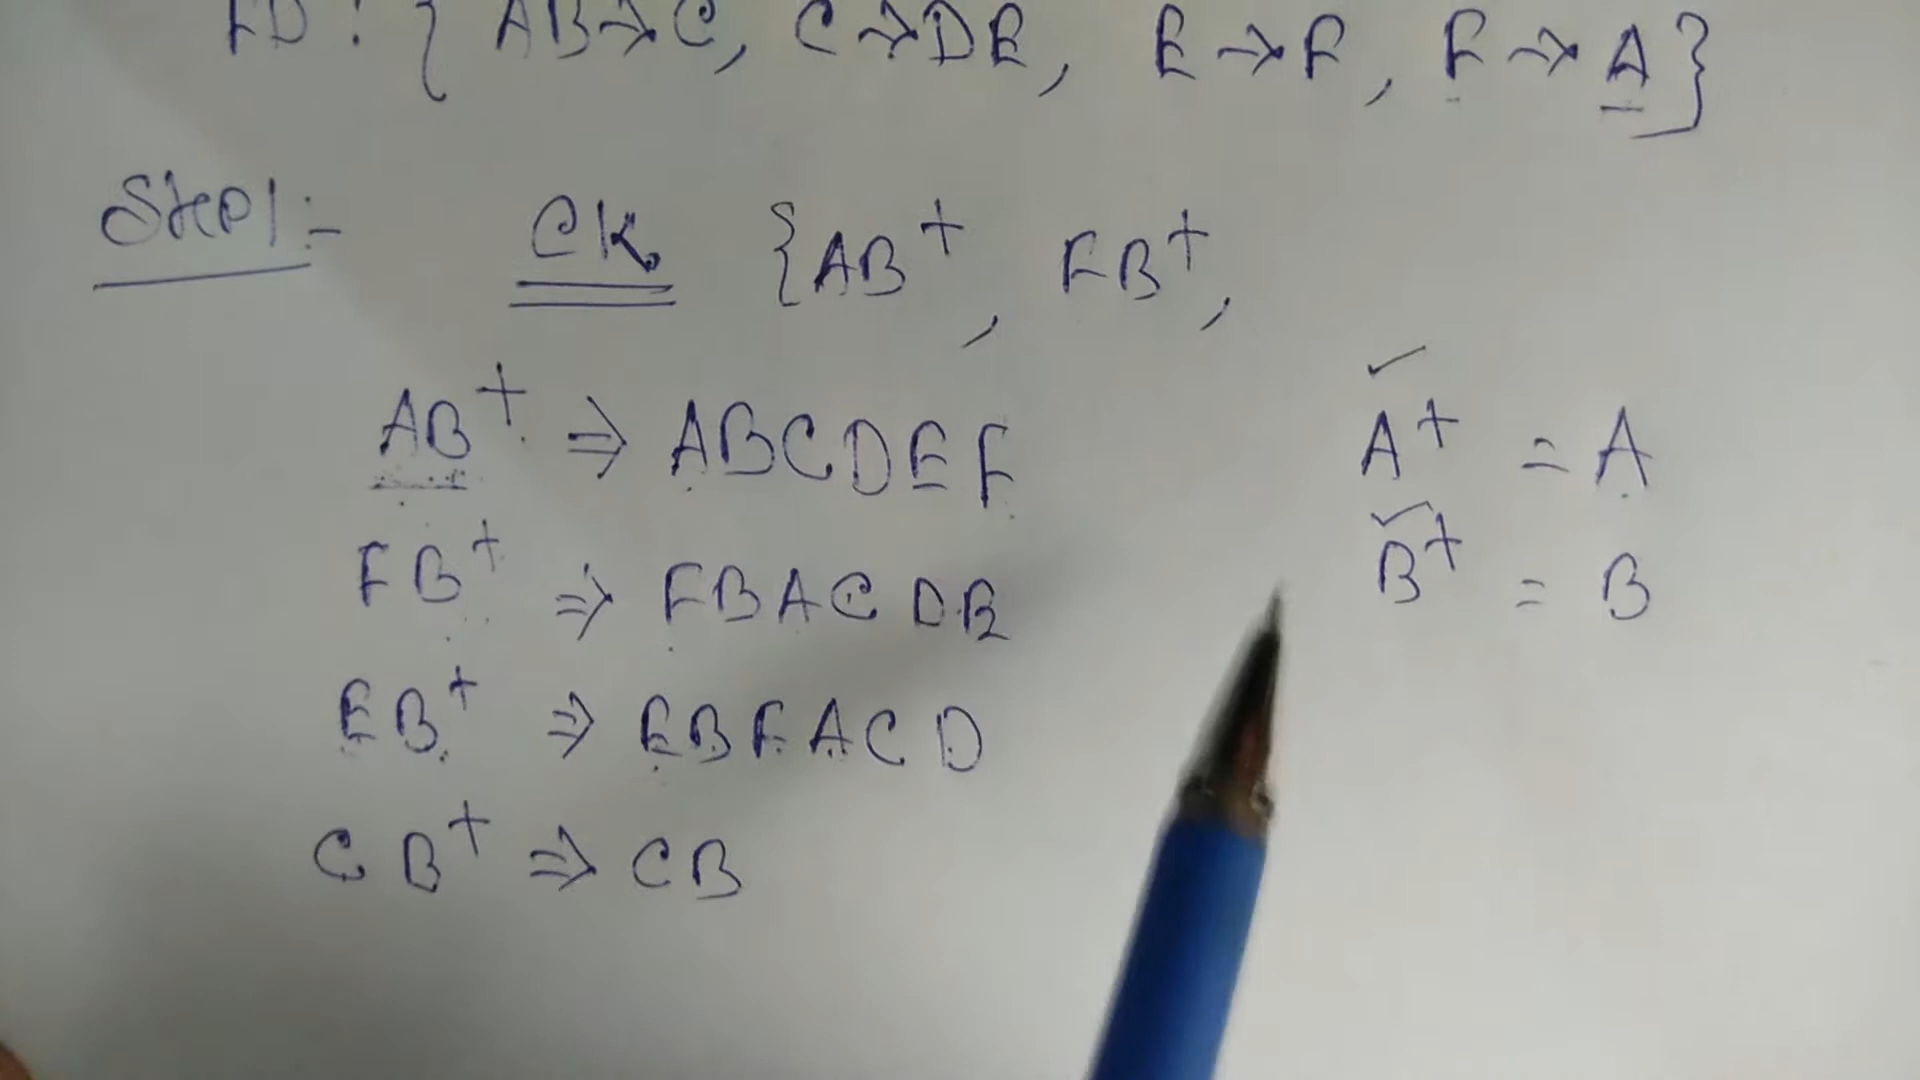 FD : { AB→C, C→DE, E→F, F→A}
Step1:- CK {AB⁺, FB⁺,
AB⁺ ⇒ ABCDEF
A⁺ = A
FB⁺ ⇒ FBACDE
B⁺ = B
EB⁺ ⇒ EBFACD
CB⁺ ⇒ CB